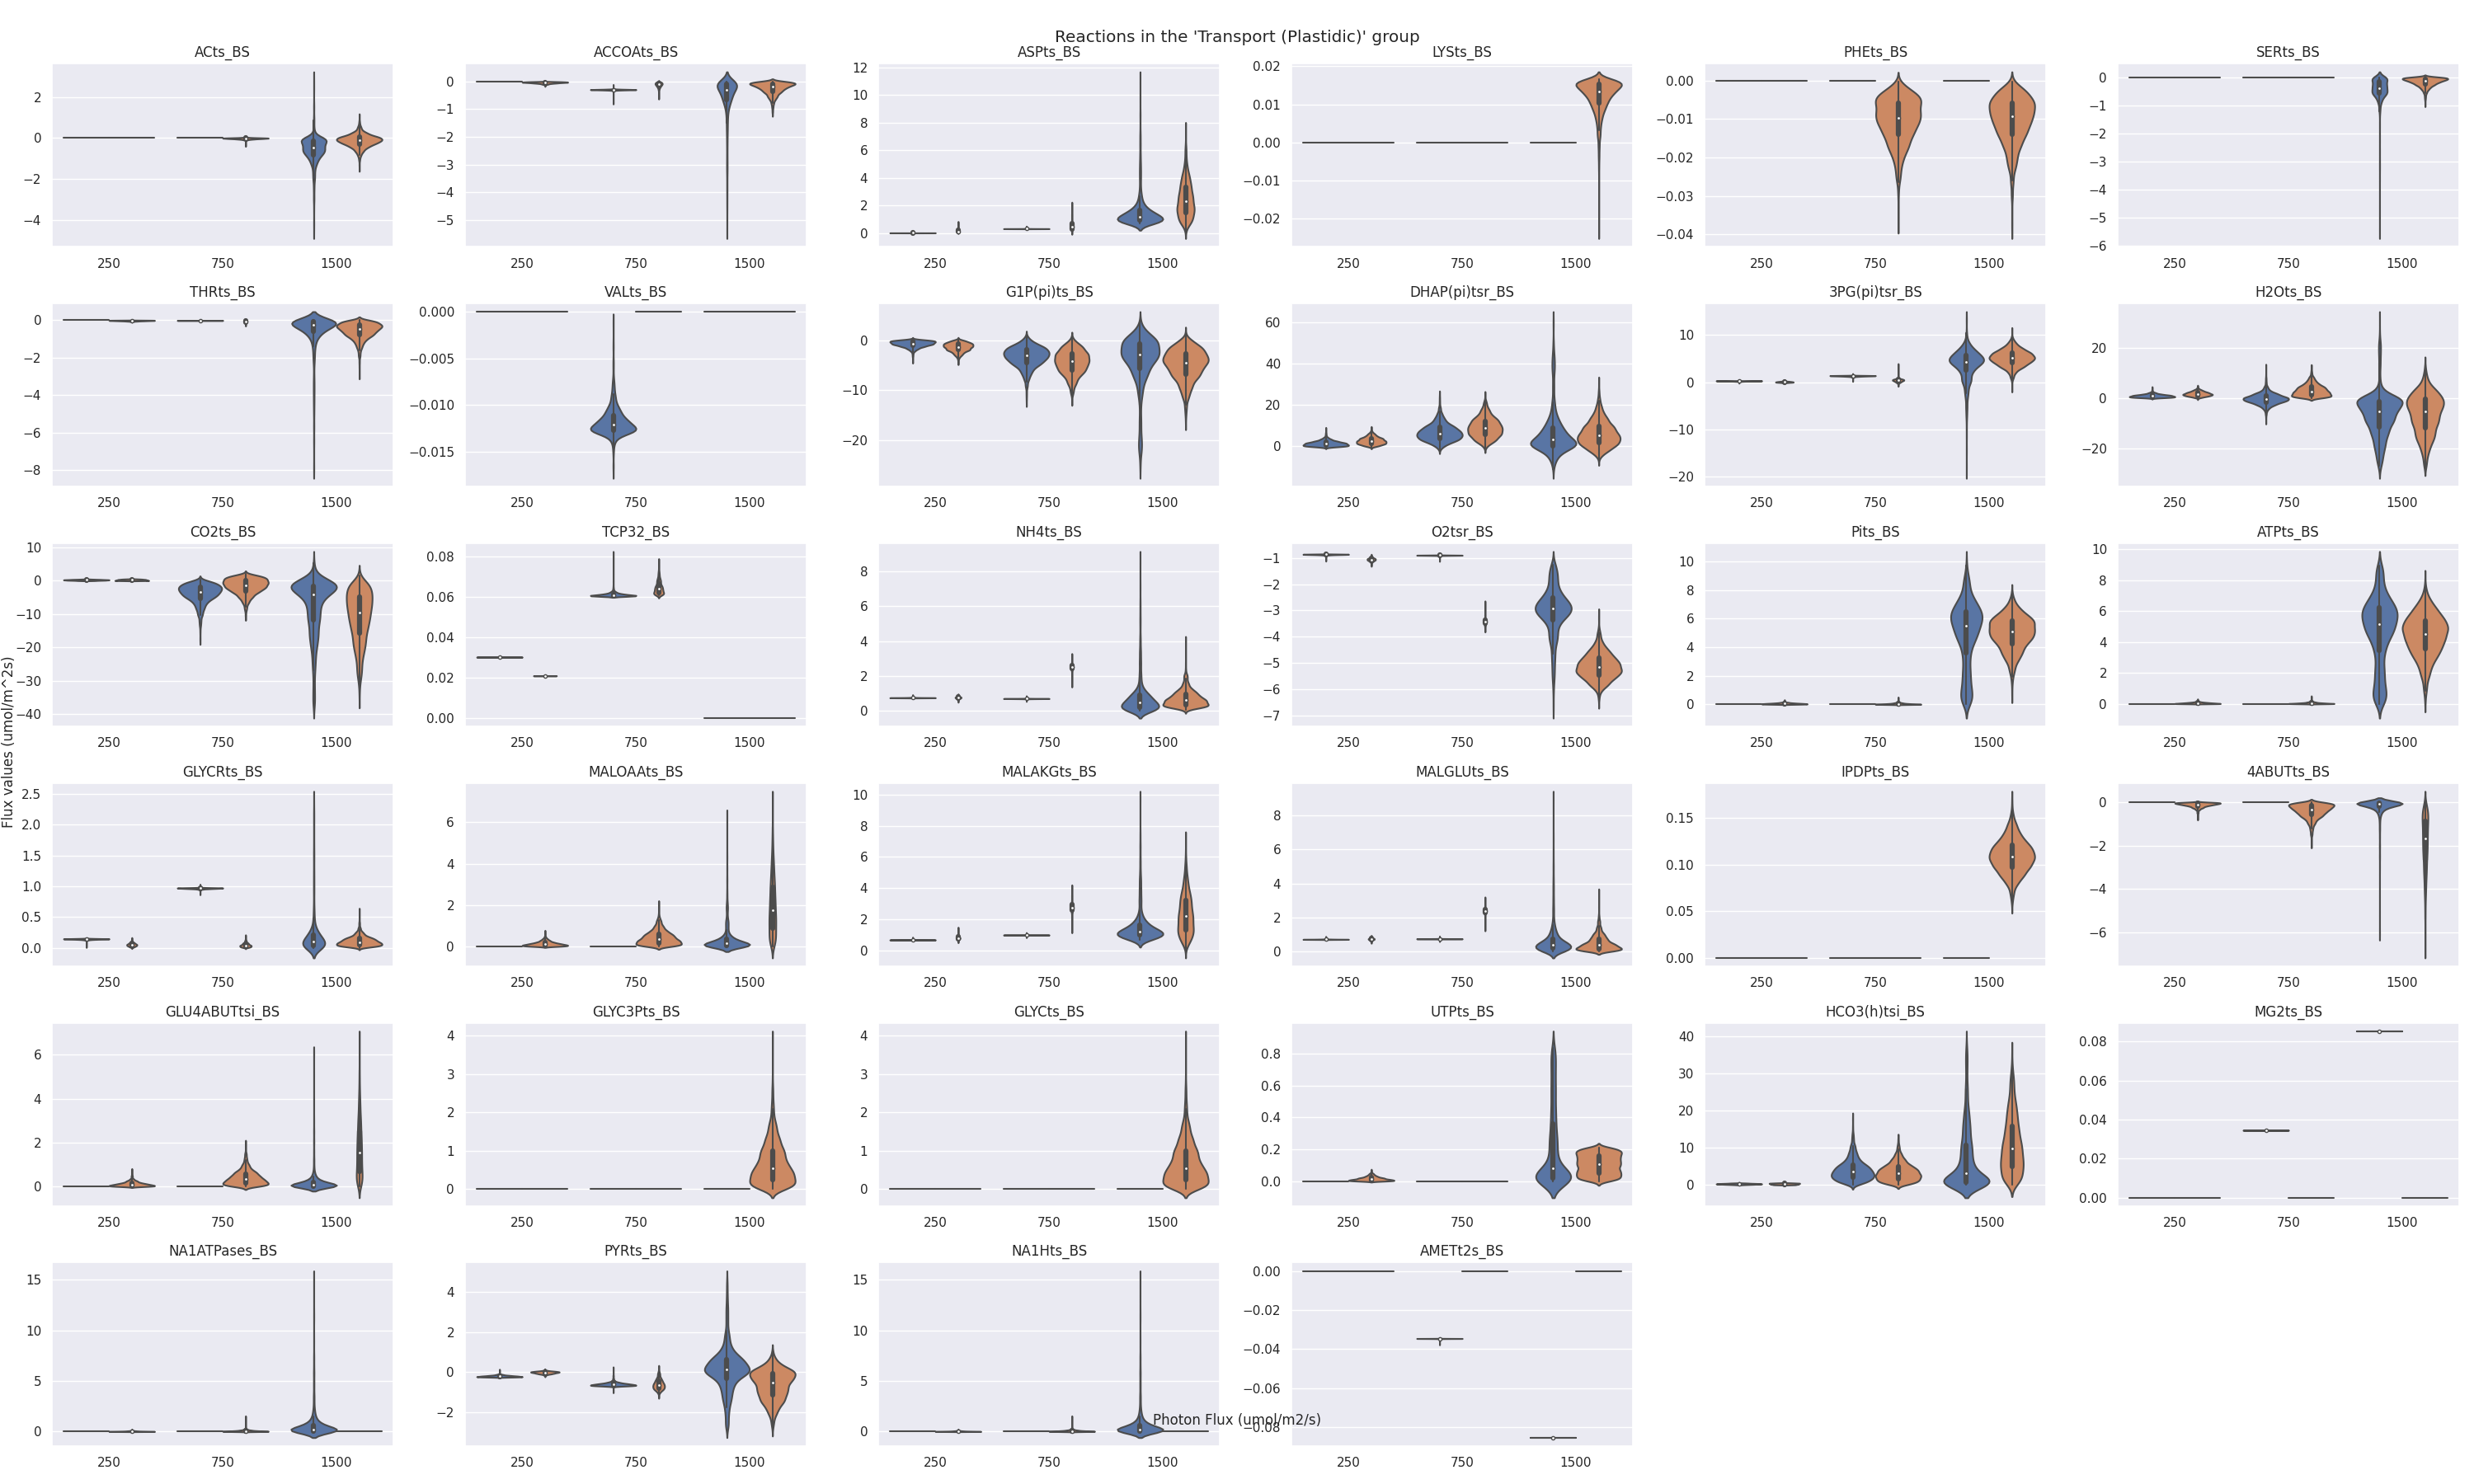 Reactions in the 'Transport (Plastidic)' group
ACts_BS ACCOAts_BS ASPts_BS LYSts_BS PHEts_BS SERts_BS
2 0 −2 −4
0 −1 −2 −3 −4 −5
12 10 8 6 4 2 0
0.02 0.01 0.00 −0.01 −0.02
0.00 −0.01 −0.02 −0.03 −0.04
0 −1 −2 −3 −4 −5 −6
250 750 1500 250 750 1500 250 750 1500 250 750 1500 250 750 1500 250 750 1500
THRts_BS VALts_BS G1P(pi)ts_BS DHAP(pi)tsr_BS 3PG(pi)tsr_BS H2Ots_BS
0 −2 −4 −6 −8
0.000 −0.005 −0.010 −0.015
0 −10 −20
60 40 20 0
10 0 −10 −20
20 0 −20
250 750 1500 250 750 1500 250 750 1500 250 750 1500 250 750 1500 250 750 1500
CO2ts_BS TCP32_BS NH4ts_BS O2tsr_BS Pits_BS ATPts_BS
10 0 −10 −20 −30 −40
0.08 0.06 0.04 0.02 0.00
8 6 4 2 0
−1 −2 −3 −4 −5 −6 −7
10 8 6 4 2 0
10 8 6 4 2 0
250 750 1500 250 750 1500 250 750 1500 250 750 1500 250 750 1500 250 750 1500
Flux values (umol/m^2s)
GLYCRts_BS MALOAAts_BS MALAKGts_BS MALGLUts_BS IPDPts_BS 4ABUTts_BS
2.5 2.0 1.5 1.0 0.5 0.0
6 4 2 0
10 8 6 4 2 0
8 6 4 2 0
0.15 0.10 0.05 0.00
0 −2 −4 −6
250 750 1500 250 750 1500 250 750 1500 250 750 1500 250 750 1500 250 750 1500
GLU4ABUTtsi_BS GLYC3Pts_BS GLYCts_BS UTPts_BS HCO3(h)tsi_BS MG2ts_BS
6 4 2 0
4 3 2 1 0
4 3 2 1 0
0.8 0.6 0.4 0.2 0.0
40 30 20 10 0
0.08 0.06 0.04 0.02 0.00
250 750 1500 250 750 1500 250 750 1500 250 750 1500 250 750 1500 250 750 1500
NA1ATPases_BS PYRts_BS NA1Hts_BS AMETt2s_BS
15 10 5 0
4 2 0 −2
15 10 5 0
0.00 −0.02 −0.04 −0.06 −0.08
250 750 1500 250 750 1500 250 750 1500 250 750 1500
Photon Flux (umol/m2/s)